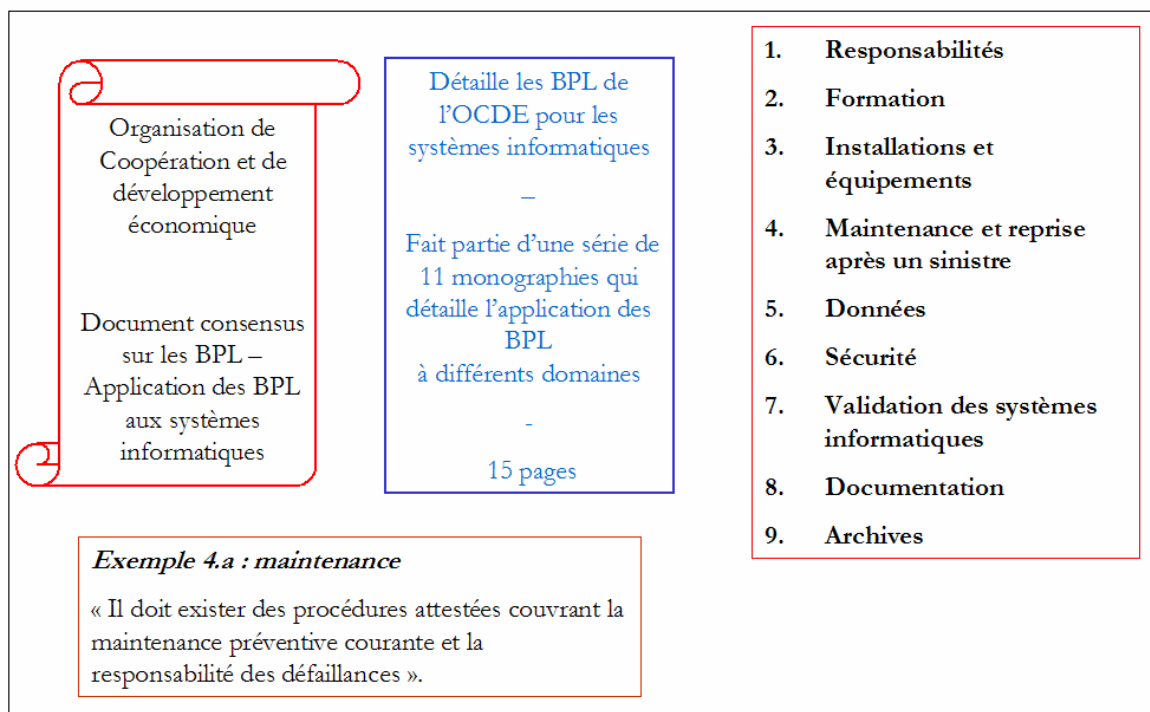 Organisation de
Coopération et de
développement
économique
Document consensus
sur les BPL –
Application des BPL
aux systèmes
informatiques
Détaille les BPL de
l'OCDE pour les
systèmes informatiques
–
Fait partie d'une série de
11 monographies qui
détaille l'application des
BPL
à différents domaines
-
15 pages
1. Responsabilités
2. Formation
3. Installations et
équipements
4. Maintenance et reprise
après un sinistre
5. Données
6. Sécurité
7. Validation des systèmes
informatiques
8. Documentation
9. Archives
Exemple 4.a : maintenance
« Il doit exister des procédures attestées couvrant la
maintenance préventive courante et la
responsabilité des défaillances ».